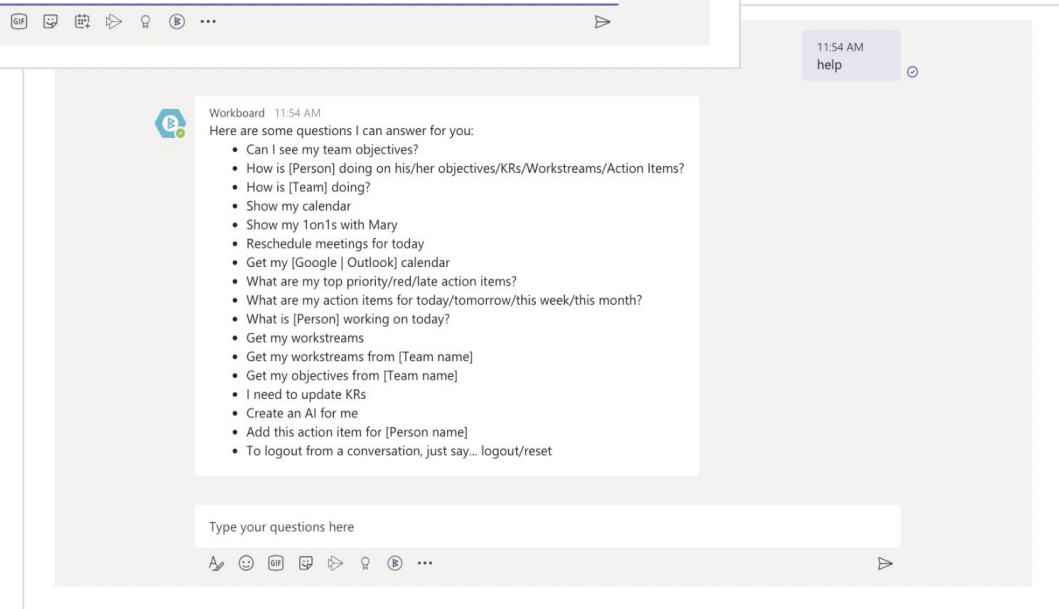 GIF
11:54 AM
help
Workboard 11:54 AM
Here are some questions I can answer for you:
• Can I see my team objectives?
• How is [Person] doing on his/her objectives/KRs/Workstreams/Action Items?
• How is [Team] doing?
• Show my calendar
• Show my 1on1s with Mary
• Reschedule meetings for today
• Get my [Google | Outlook] calendar
• What are my top priority/red/late action items?
• What are my action items for today/tomorrow/this week/this month?
• What is [Person] working on today?
• Get my workstreams
• Get my workstreams from [Team name]
• Get my objectives from [Team name]
• I need to update KRs
• Create an AI for me
• Add this action item for [Person name]
• To logout from a conversation, just say... logout/reset
Type your questions here
GIF